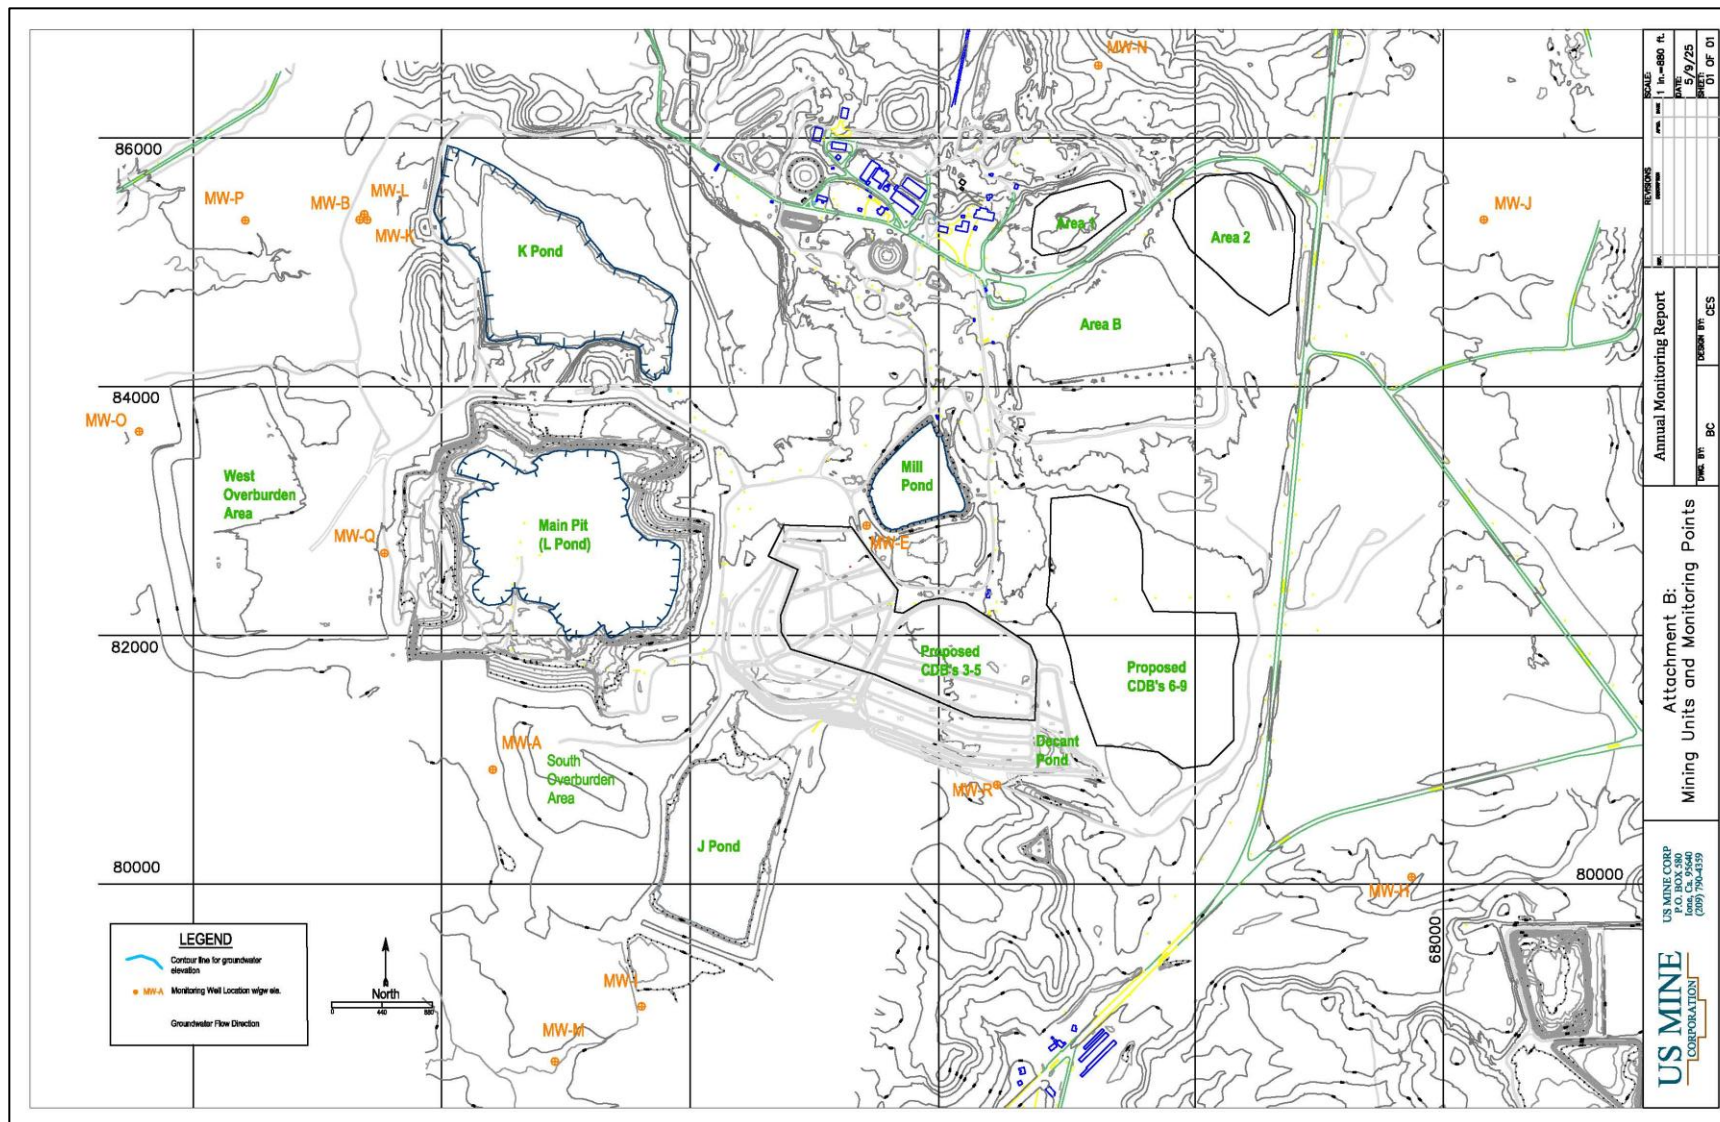 MW-N
86000
MW-P
MW-B
MW-L
MW-K
K Pond
Area 1
Area 2
MW-J
Area B
84000
MW-O
West
Overburden
Area
MW-Q
Main Pit
(L Pond)
Mill
Pond
MW-E
82000
Proposed
CDB's 3-5
Proposed
CDB's 6-9
MW-A
South
Overburden
Area
Decant
Pond
MW-R
J Pond
80000
80000
MW-H
68000
LEGEND
Contour line for groundwater
elevation
MW-A Monitoring Well Location w/gw ele.
Groundwater Flow Direction
North
0 440 880
MW-I
MW-M
SCALE:
1 in.=880 ft.
DATE:
5/9/25
SHEET:
01 OF 01
REVISIONS
Annual Monitoring Report
DWG. BY:
BC
DESIGN BY:
CES
Attachment B:
Mining Units and Monitoring Points
US MINE CORP
P.O. BOX 580
Ione, Ca. 95640
(209) 790-4359
US MINE
CORPORATION